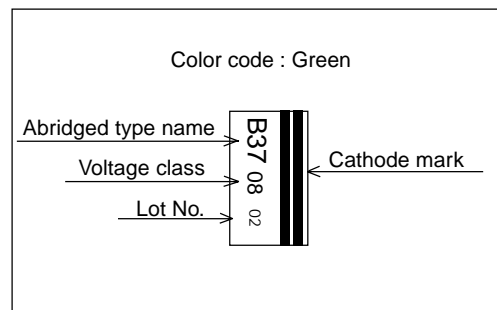 Color code : Green
Abridged type name
Voltage class
Lot No.
B37 08 02
Cathode mark